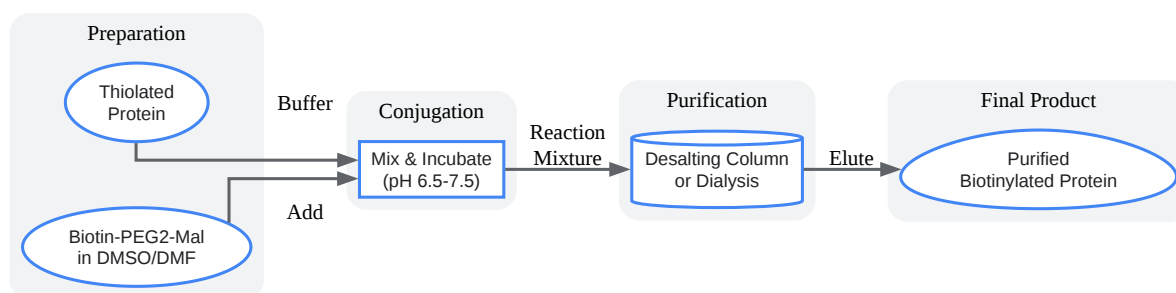 Preparation
Thiolated
Protein
Biotin-PEG2-Mal
in DMSO/DMF
Buffer
Add
Conjugation
Mix & Incubate
(pH 6.5-7.5)
Reaction
Mixture
Purification
Desalting Column
or Dialysis
Elute
Final Product
Purified
Biotinylated Protein